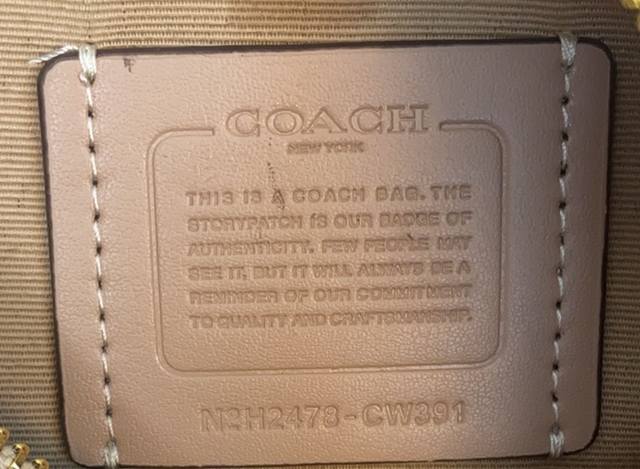 COACH
NEW YORK
THIS IS A COACH BAG. THE
STORYPATCH IS OUR BADGE OF
AUTHENTICITY. FEW PEOPLE MAY
SEE IT, BUT IT WILL ALWAYS BE A
REMINDER OF OUR COMMITMENT
TO QUALITY AND CRAFTSMANSHIP.
NºH2478-CW391